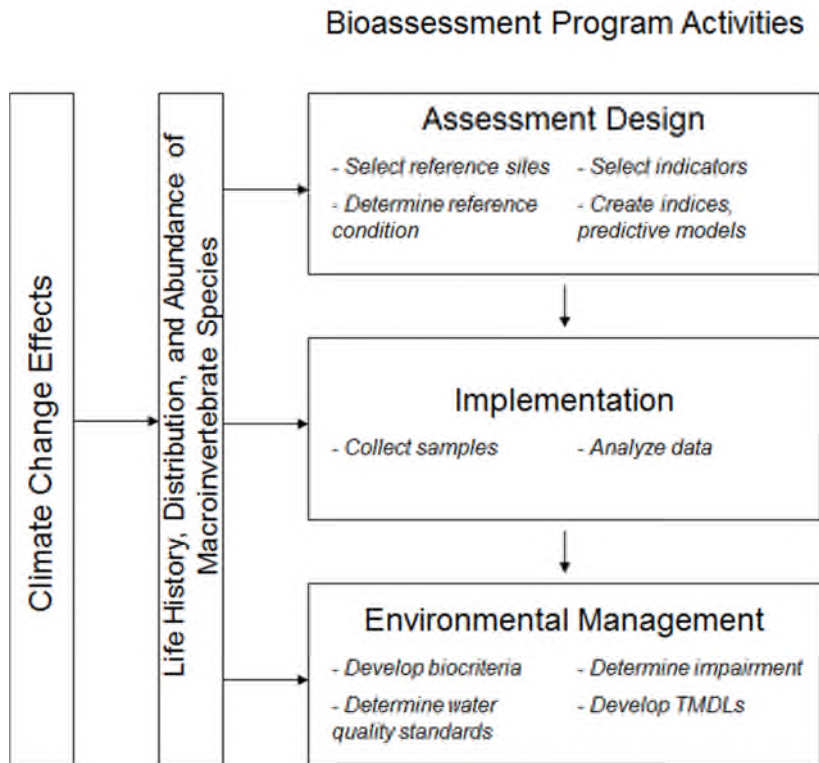 Bioassessment Program Activities
Climate Change Effects
Life History, Distribution, and Abundance of
Macroinvertebrate Species
Assessment Design
- Select reference siles
- Select indicators
- Determine reference
condition
- Create indices,
predictive models
Implementation
- Collect samples
- Analyze data
Environmental Management
- Develop biocriteria
- Determine impairment
- Determine water
quality standards
- Develop TMDLs